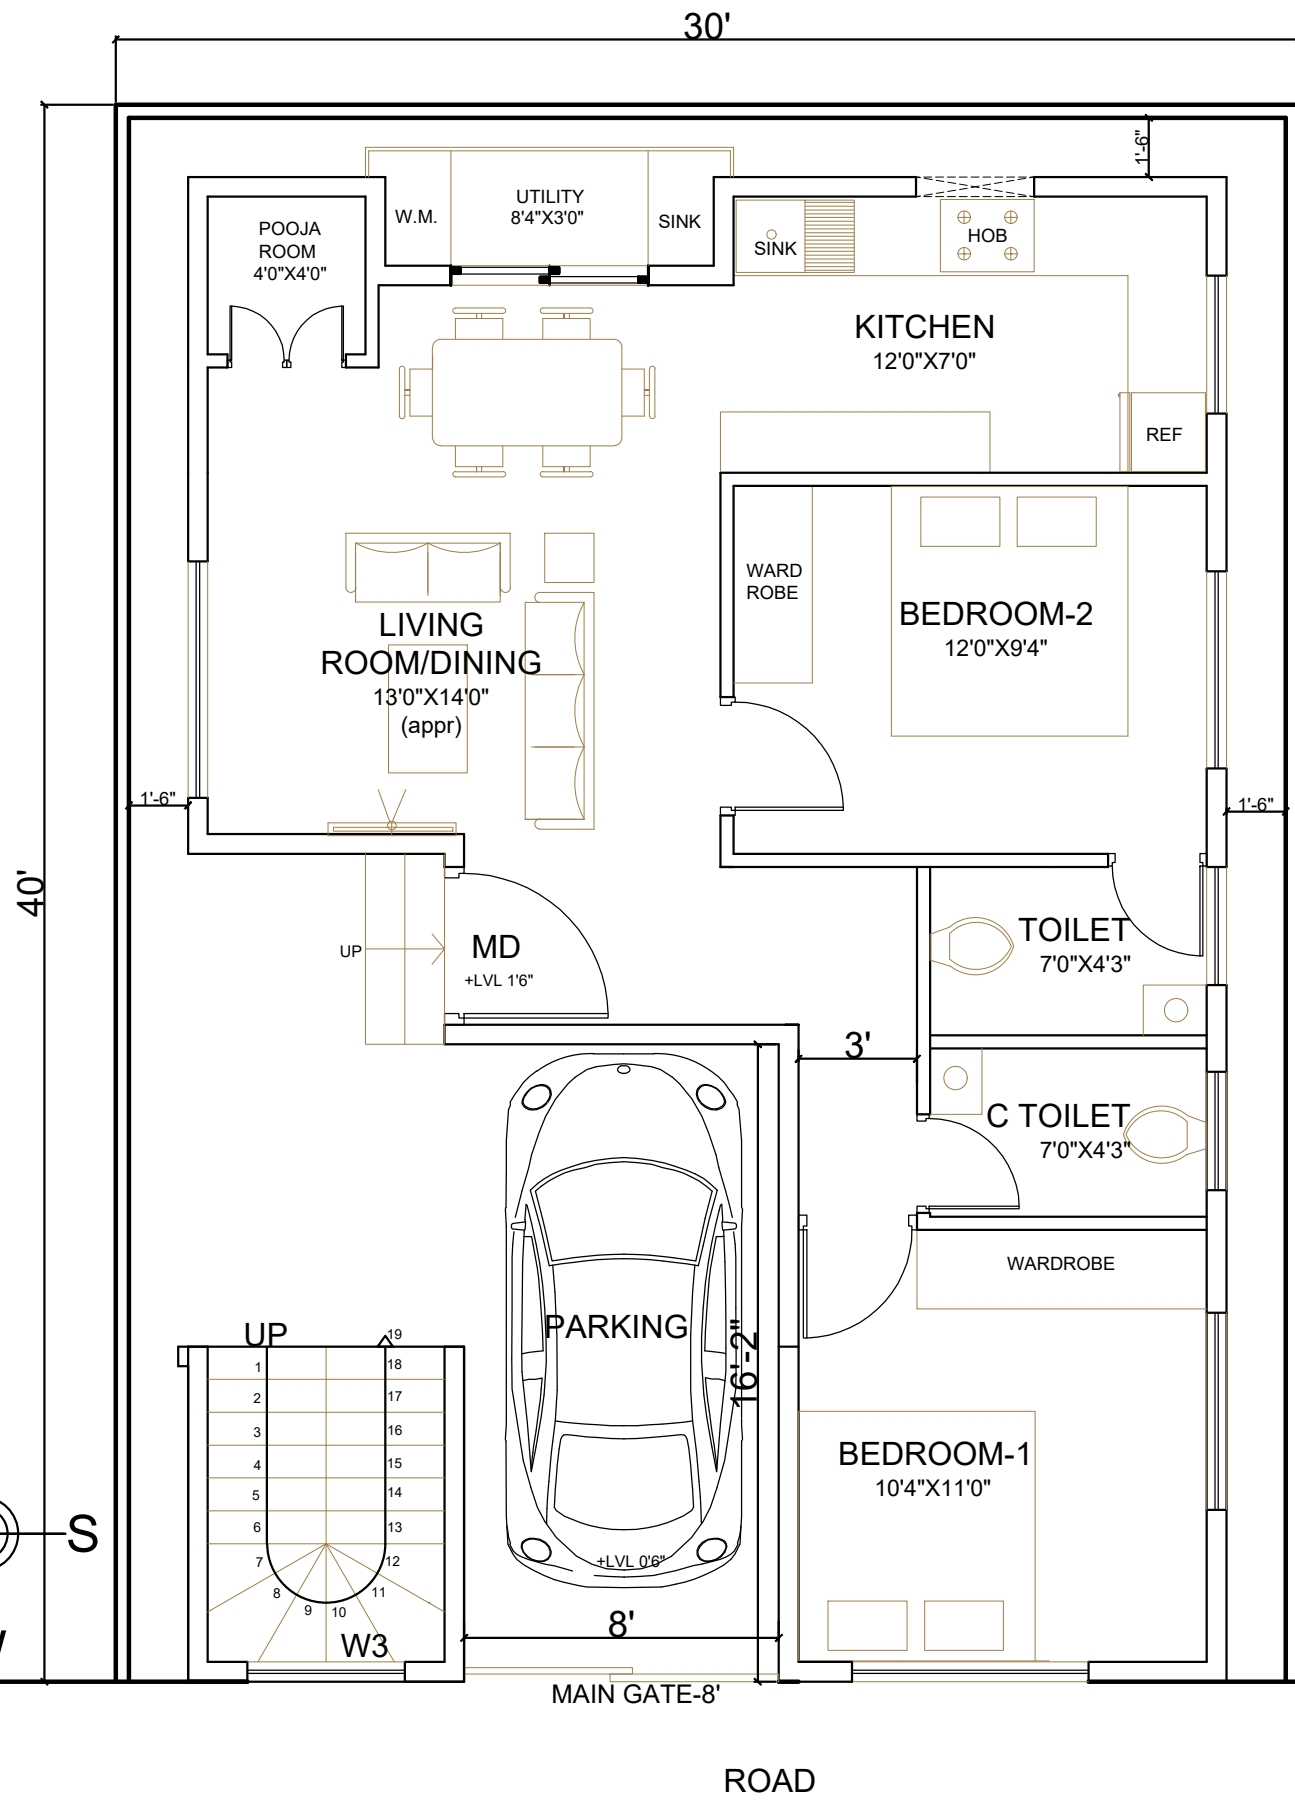 30'
1'-6"
POOJA
ROOM
4'0"X4'0"
W.M.
UTILITY
8'4"X3'0"
SINK
SINK
HOB
KITCHEN
12'0"X7'0"
REF
WARD
ROBE
BEDROOM-2
12'0"X9'4"
LIVING
ROOM/DINING
13'0"X14'0"
(appr)
1'-6"
1'-6"
40'
UP
MD
+LVL 1'6"
TOILET
7'0"X4'3"
3'
C TOILET
7'0"X4'3"
WARDROBE
PARKING
16'-2"
+LVL 0'6"
UP
19
1
18
2
17
3
16
4
15
5
14
6
13
7
12
8
11
9
10
W3
BEDROOM-1
10'4"X11'0"
S
8'
MAIN GATE-8'
ROAD